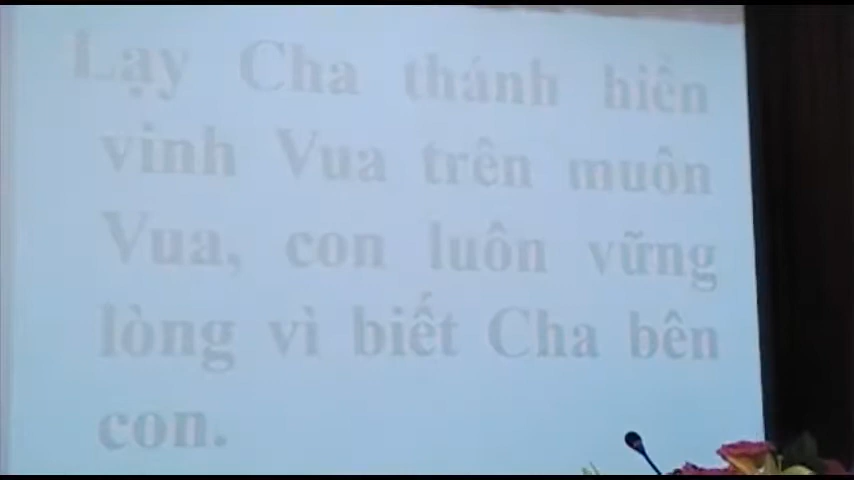 Lạy Cha thánh hiển
vinh Vua trên muôn
Vua, con luôn vững
lòng vì biết Cha bên
con.